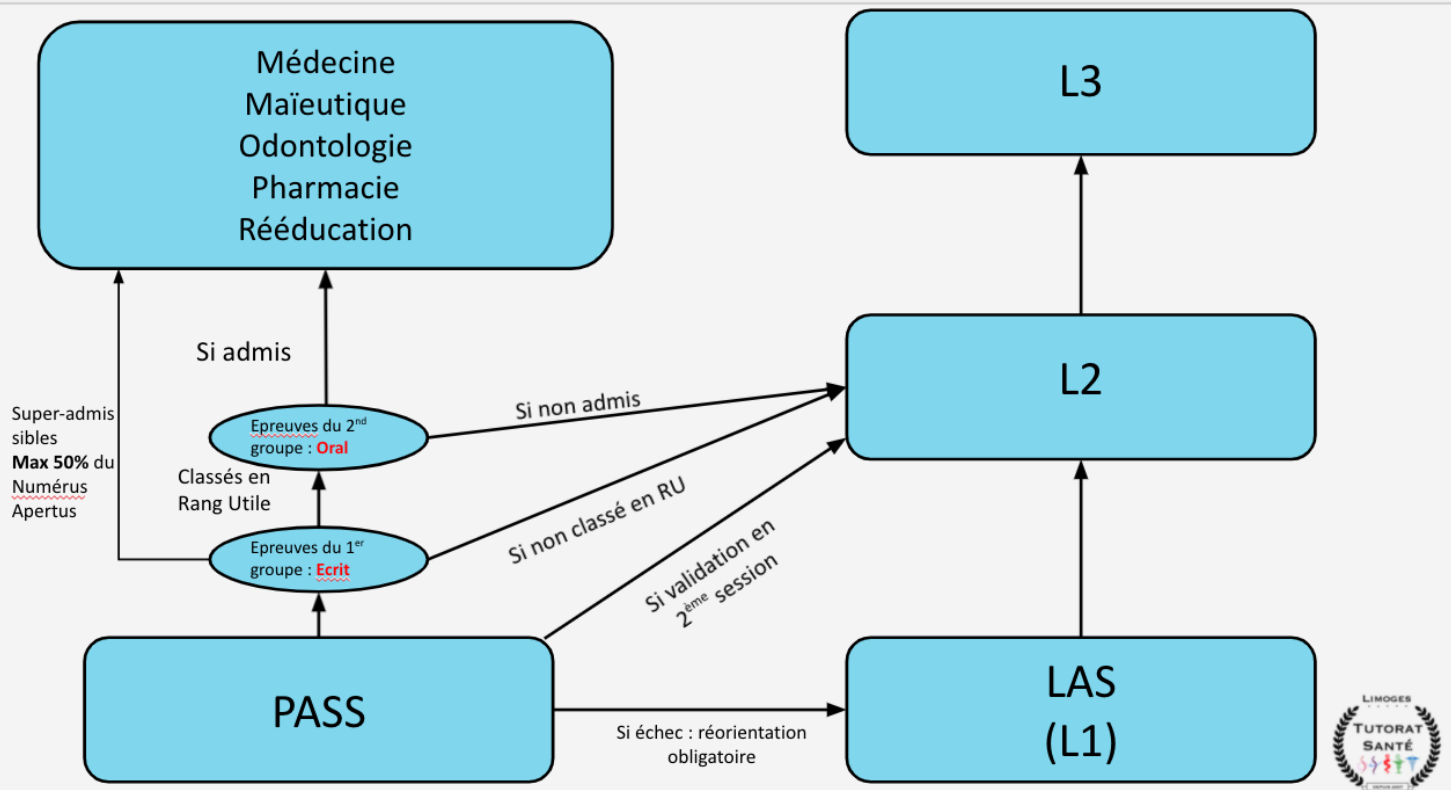 Médecine
Maïeutique
Odontologie
Pharmacie
Rééducation
L3
Si admis
L2
Super-admis
sibles
Max 50% du
Numérus
Apertus
Epreuves du 2nd
groupe : Oral
Si non admis
Classés en
Rang Utile
Si non classé en RU
Epreuves du 1er
groupe : Ecrit
Si validation en
2ème session
PASS
Si échec : réorientation
obligatoire
LAS
(L1)
LIMOGES
TUTORAT
SANTÉ